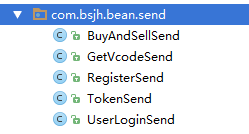 com.bsjh.bean.send
BuyAndSellSend
GetVcodeSend
RegisterSend
TokenSend
UserLoginSend